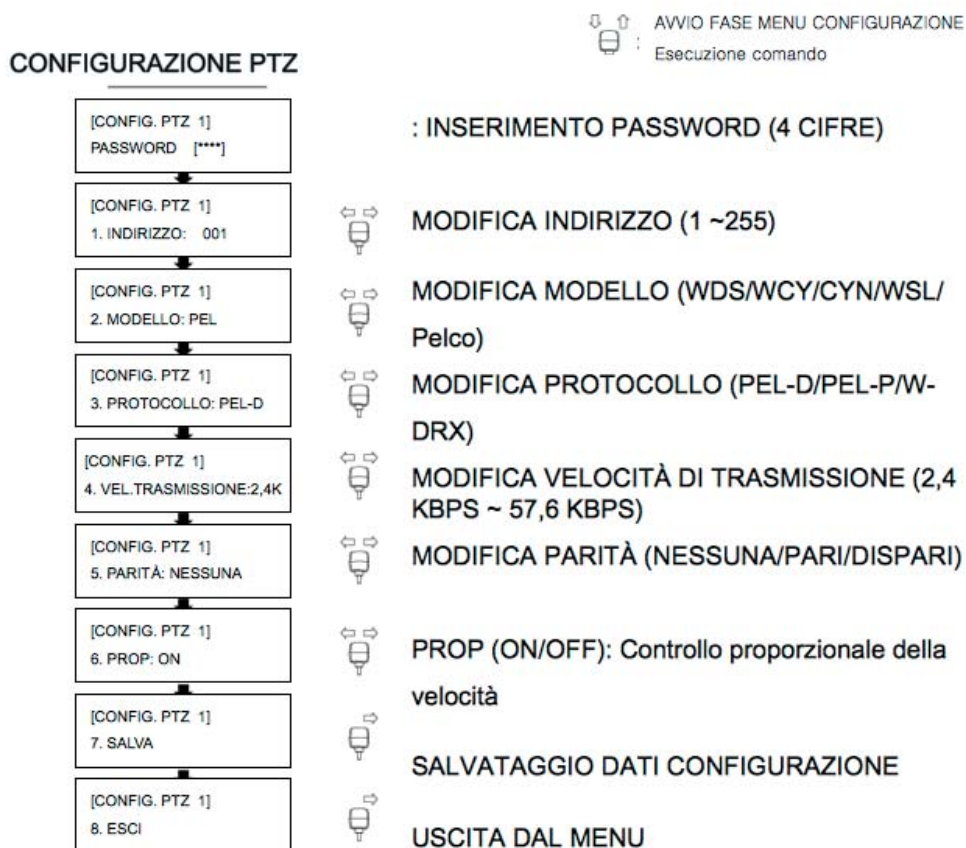 AVVIO FASE MENU CONFIGURAZIONE
: Esecuzione comando
CONFIGURAZIONE PTZ
[CONFIG. PTZ 1]
PASSWORD [****]
: INSERIMENTO PASSWORD (4 CIFRE)
[CONFIG. PTZ 1]
1. INDIRIZZO: 001
MODIFICA INDIRIZZO (1 ~255)
[CONFIG. PTZ 1]
2. MODELLO: PEL
MODIFICA MODELLO (WDS/WCY/CYN/WSL/
Pelco)
[CONFIG. PTZ 1]
3. PROTOCOLLO: PEL-D
MODIFICA PROTOCOLLO (PEL-D/PEL-P/W-
DRX)
[CONFIG. PTZ 1]
4. VEL.TRASMISSIONE:2,4K
MODIFICA VELOCITÀ DI TRASMISSIONE (2,4
KBPS ~ 57,6 KBPS)
[CONFIG. PTZ 1]
5. PARITÀ: NESSUNA
MODIFICA PARITÀ (NESSUNA/PARI/DISPARI)
[CONFIG. PTZ 1]
6. PROP: ON
PROP (ON/OFF): Controllo proporzionale della
velocità
[CONFIG. PTZ 1]
7. SALVA
SALVATAGGIO DATI CONFIGURAZIONE
[CONFIG. PTZ 1]
8. ESCI
USCITA DAL MENU